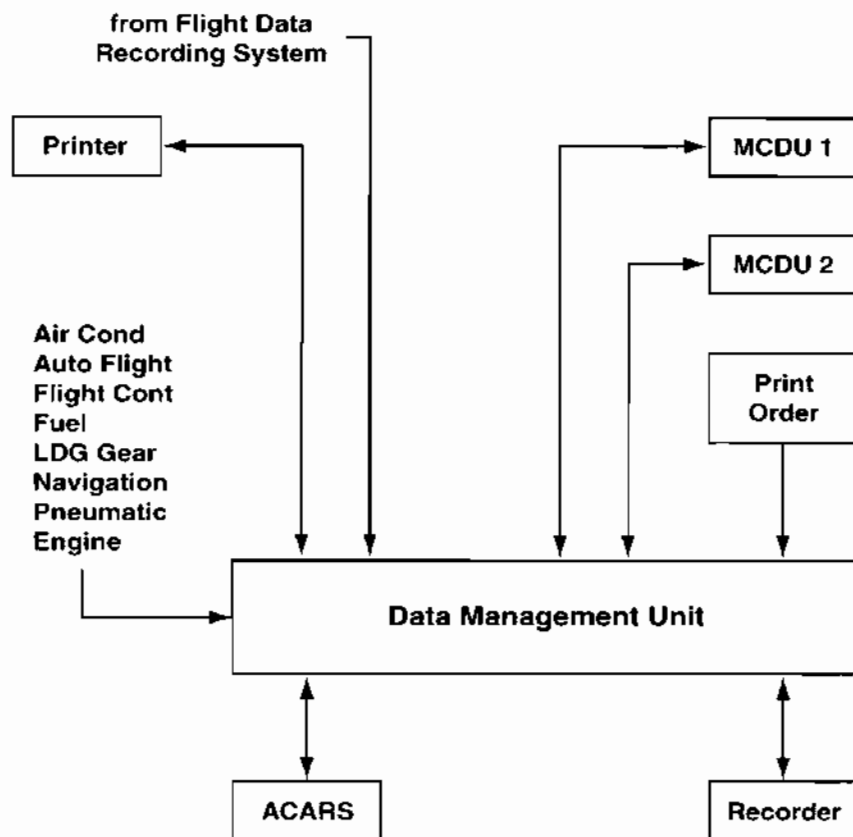 from Flight Data
Recording System
Printer
MCDU 1
MCDU 2
Air Cond
Auto Flight
Flight Cont
Fuel
LDG Gear
Navigation
Pneumatic
Engine
Print
Order
Data Management Unit
ACARS
Recorder